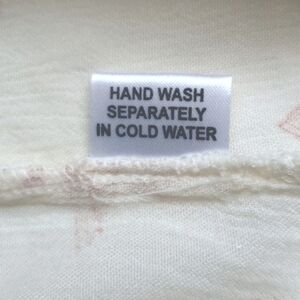 HAND WASH
SEPARATELY
IN COLD WATER